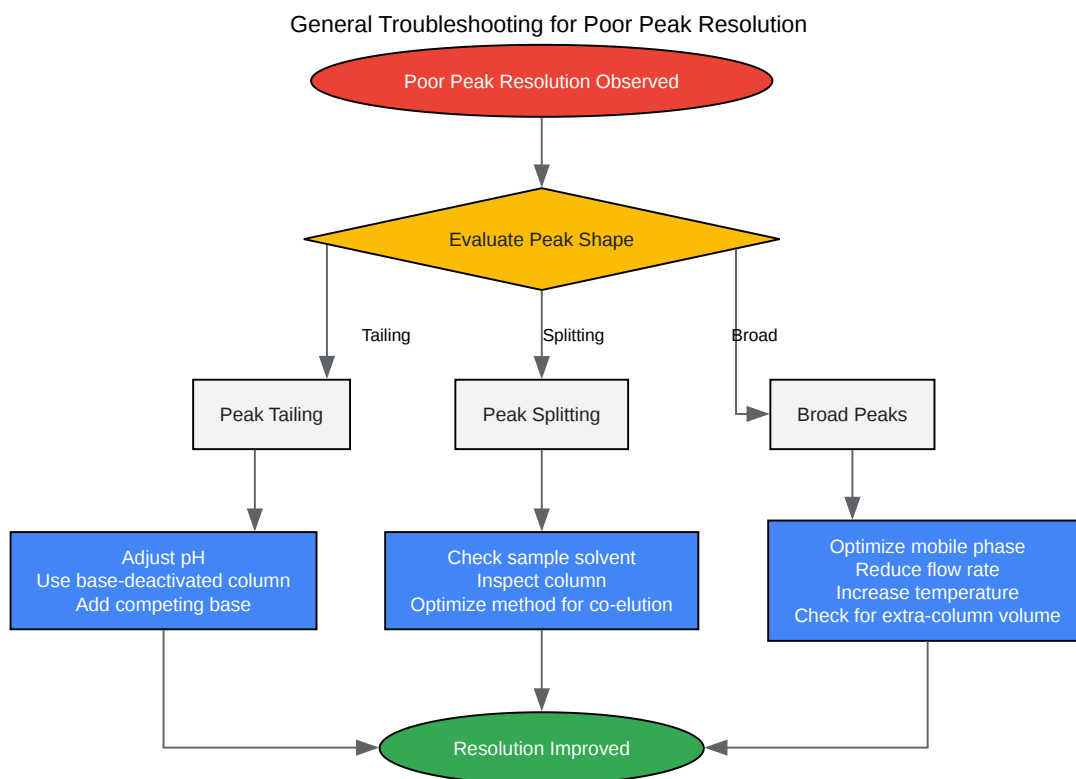 General Troubleshooting for Poor Peak Resolution
Poor Peak Resolution Observed
Evaluate Peak Shape
Tailing
Splitting
Broad
Peak Tailing
Peak Splitting
Broad Peaks
Adjust pH
Use base-deactivated column
Add competing base
Check sample solvent
Inspect column
Optimize method for co-elution
Optimize mobile phase
Reduce flow rate
Increase temperature
Check for extra-column volume
Resolution Improved